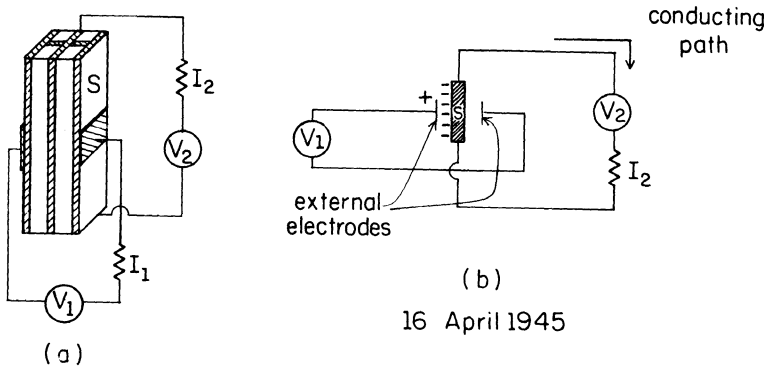 S
I₂
V₂
I₁
V₁
(a)
conducting
path
+
S
V₁
V₂
I₂
external
electrodes
(b)
16 April 1945